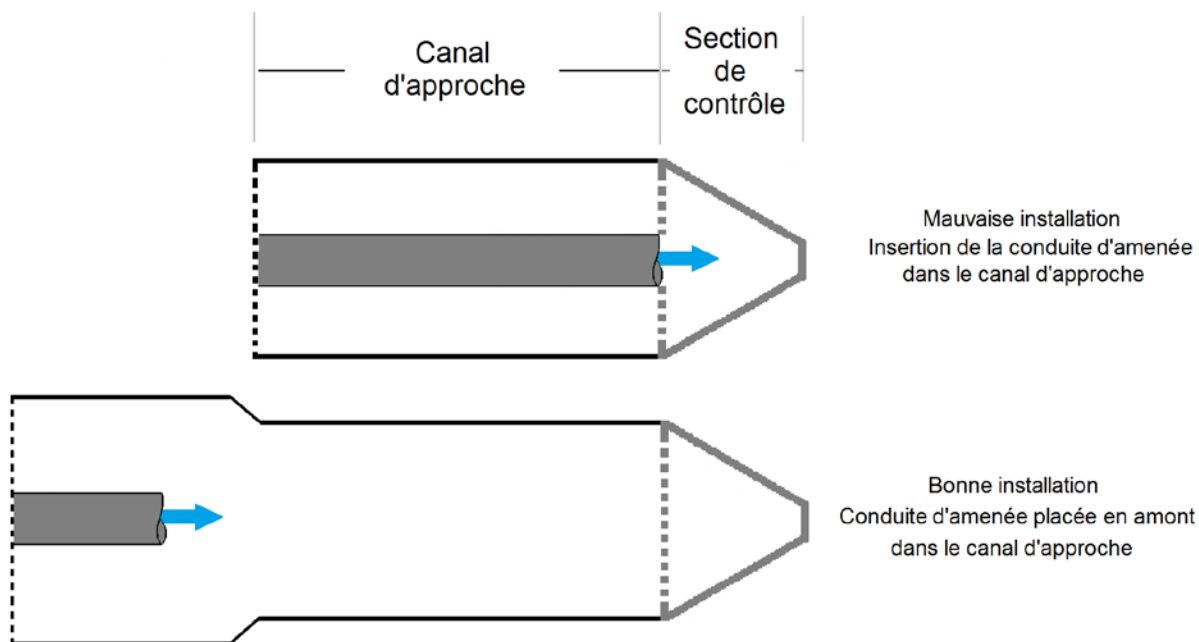 Canal
d'approche
Section
de
contrôle
Mauvaise installation
Insertion de la conduite d'amenée
dans le canal d'approche
Bonne installation
Conduite d'amenée placée en amont
dans le canal d'approche